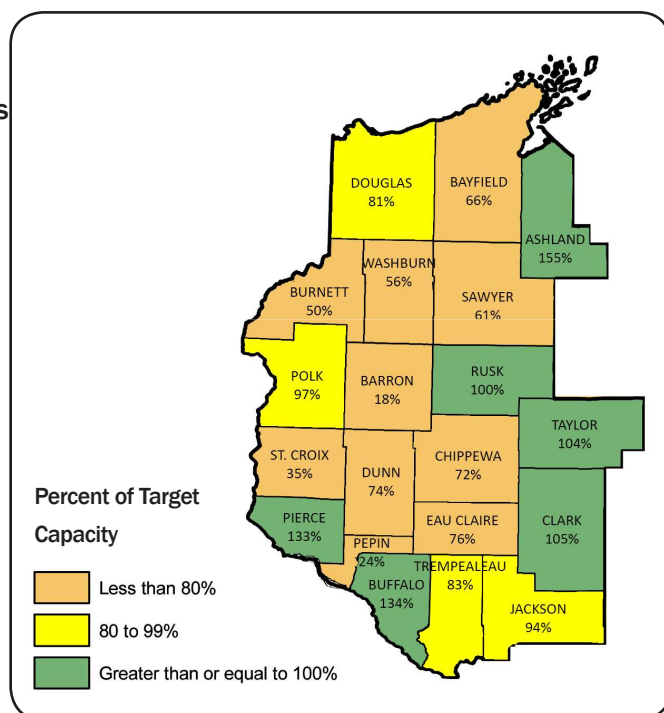 s
DOUGLAS
81%
BAYFIELD
66%
ASHLAND
155%
WASHBURN
56%
BURNETT
50%
SAWYER
61%
POLK
97%
BARRON
18%
RUSK
100%
TAYLOR
104%
ST. CROIX
35%
DUNN
74%
CHIPPEWA
72%
PIERCE
133%
EAU CLAIRE
76%
CLARK
105%
PEPIN
24%
BUFFALO
134%
TREMPEALEAU
83%
JACKSON
94%
Percent of Target
Capacity
Less than 80%
80 to 99%
Greater than or equal to 100%